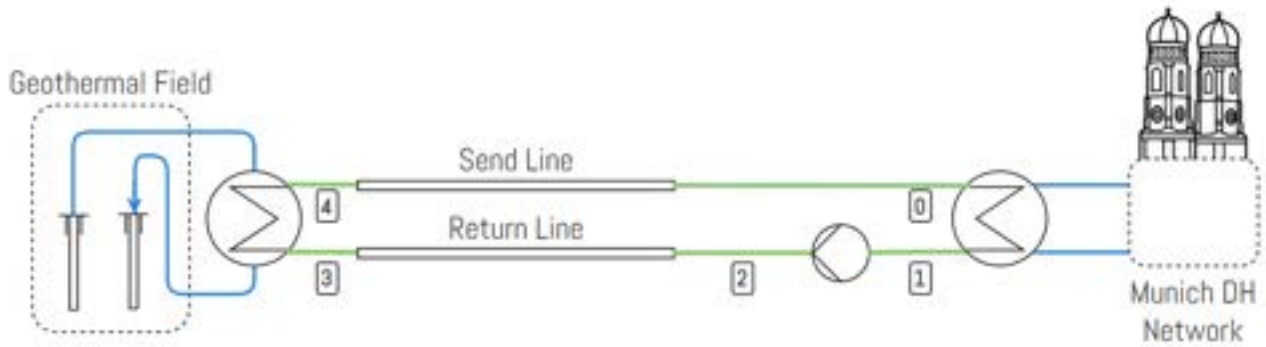 Geothermal Field
Send Line
4
0
Return Line
3
2
1
Munich DH
Network